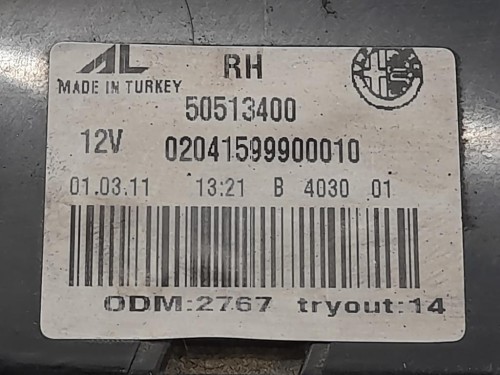 AL RH
MADE IN TURKEY
50513400
12V 02041599900010
01.03.11 13:21 B 4030 01
ODM:2767 tryout:14